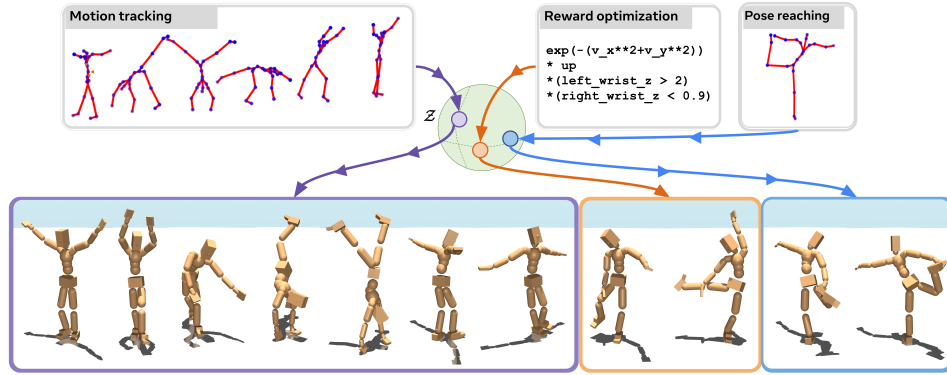 Motion tracking
Reward optimization
exp(-(v_x**2+v_y**2))
* up
*(left_wrist_z > 2)
*(right_wrist_z < 0.9)
Pose reaching
𝒵